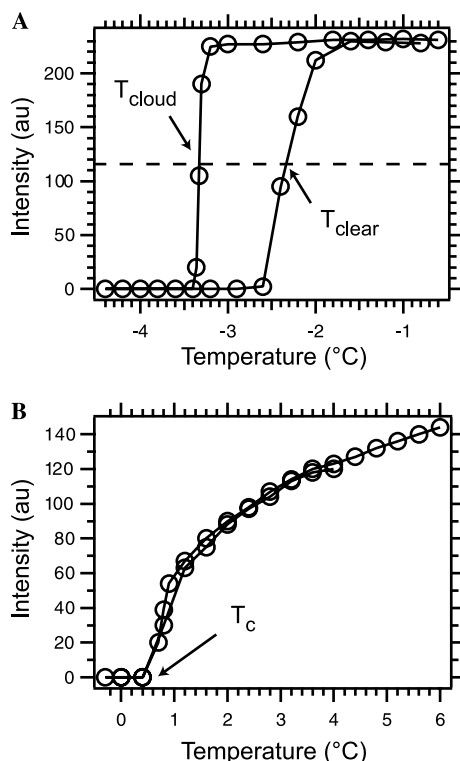 A
Intensity (au)
200
150
100
50
0
T_cloud
T_clear
-4 -3 -2 -1
Temperature (°C)
B
Intensity (au)
140
120
100
80
60
40
20
0
T_c
0 1 2 3 4 5 6
Temperature (°C)